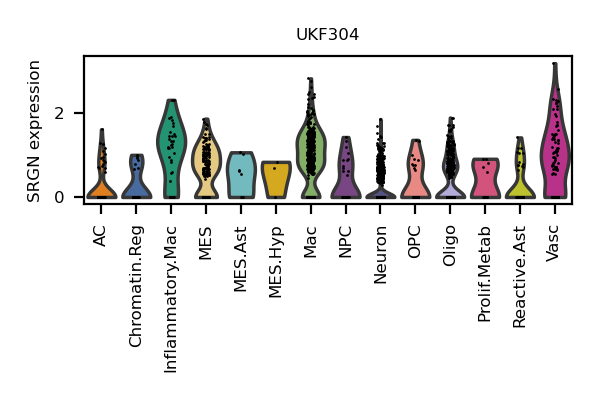 UKF304
SRGN expression
2
0
AC
Chromatin.Reg
Inflammatory.Mac
MES
MES.Ast
MES.Hyp
Mac
NPC
Neuron
OPC
Oligo
Prolif.Metab
Reactive.Ast
Vasc